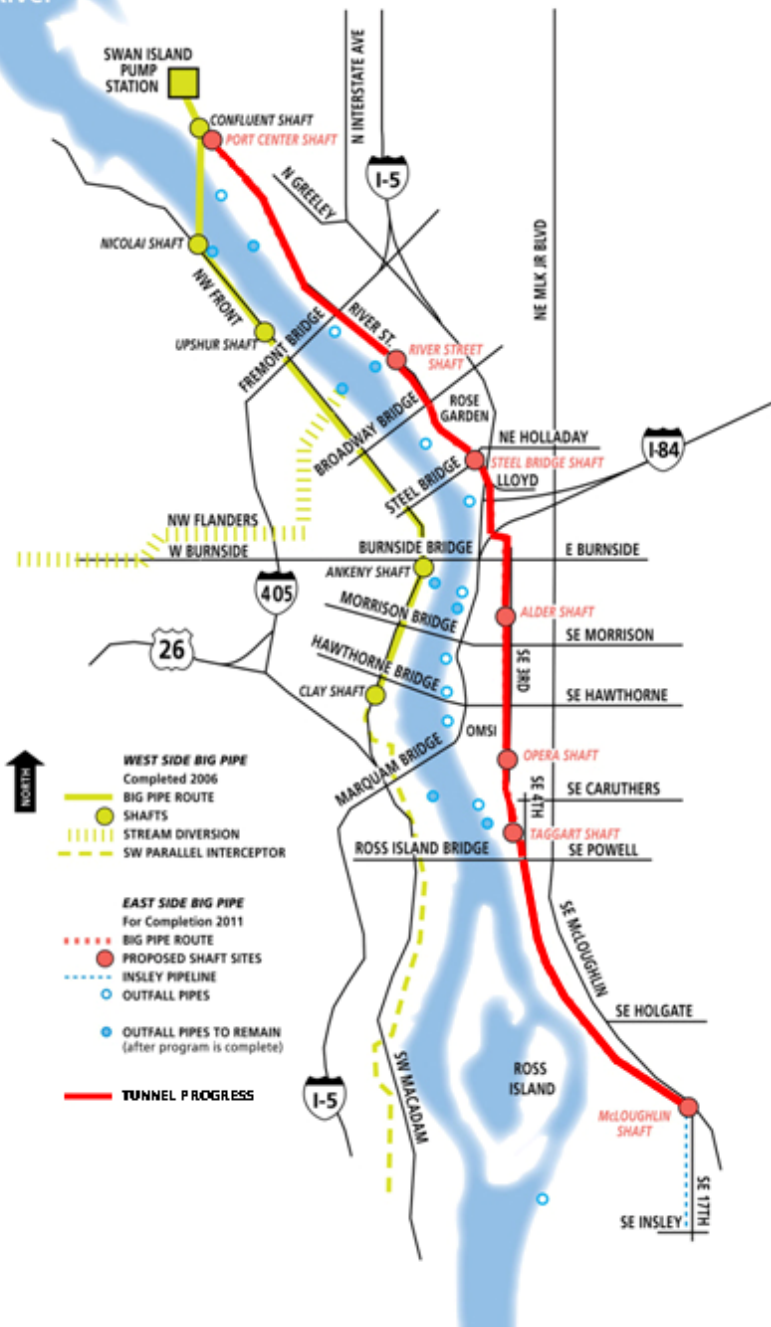 River
SWAN ISLAND
PUMP
STATION
CONFLUENT SHAFT
PORT CENTER SHAFT
N INTERSTATE AVE
I-5
N GREELEY
NE MLK JR BLVD
NICOLAI SHAFT
NW FRONT
UPSHUR SHAFT
FREMONT BRIDGE
RIVER ST.
RIVER STREET
SHAFT
BROADWAY BRIDGE
ROSE
GARDEN
NE HOLLADAY
I-84
STEEL BRIDGE SHAFT
LLOYD
STEEL BRIDGE
NW FLANDERS
W BURNSIDE
BURNSIDE BRIDGE
E BURNSIDE
ANKENY SHAFT
405
MORRISON BRIDGE
ALDER SHAFT
26
SE MORRISON
HAWTHORNE BRIDGE
SE 3RD
CLAY SHAFT
SE HAWTHORNE
OMSI
MARQUAM BRIDGE
OPERA SHAFT
SE 4TH
SE CARUTHERS
TAGGART SHAFT
ROSS ISLAND BRIDGE
SE POWELL
NORTH
WEST SIDE BIG PIPE
Completed 2006
BIG PIPE ROUTE
SHAFTS
STREAM DIVERSION
SW PARALLEL INTERCEPTOR
EAST SIDE BIG PIPE
For Completion 2011
BIG PIPE ROUTE
PROPOSED SHAFT SITES
INSLEY PIPELINE
OUTFALL PIPES
OUTFALL PIPES TO REMAIN
(after program is complete)
TUNNEL PROGRESS
SE McLOUGHLIN
SE HOLGATE
ROSS
ISLAND
SW MACADAM
I-5
McLOUGHLIN
SHAFT
SE 17TH
SE INSLEY